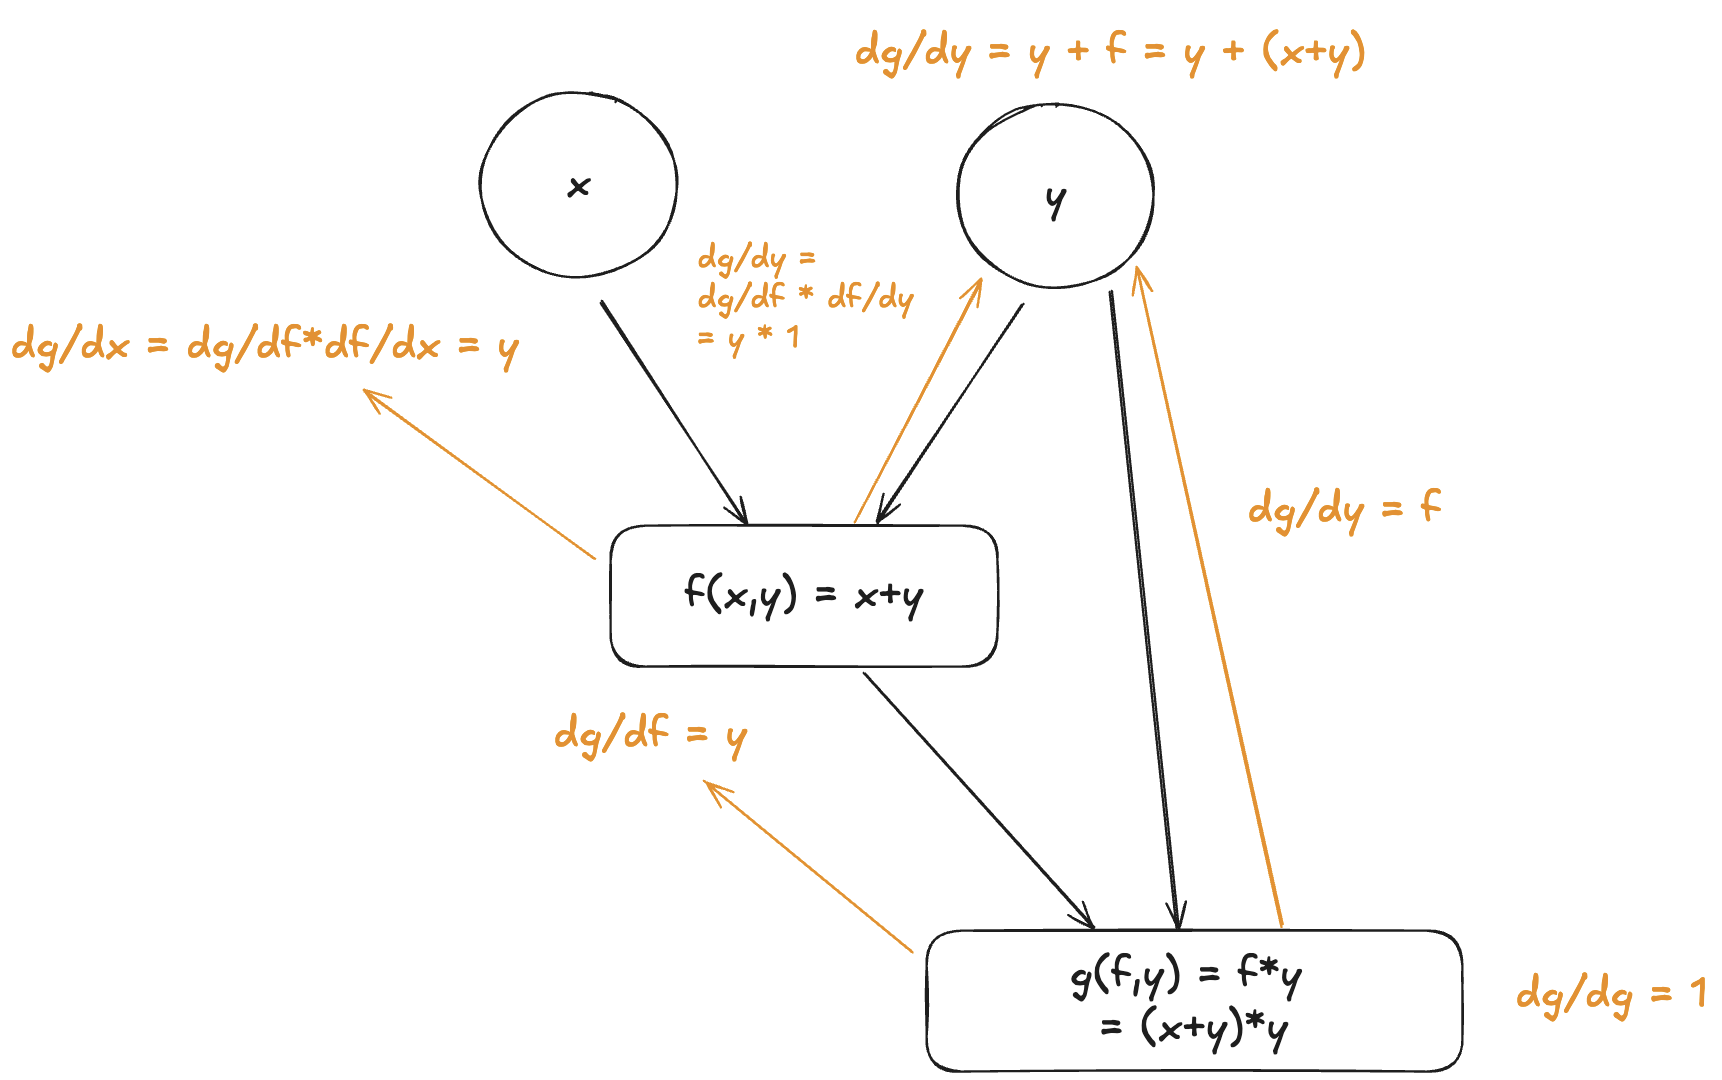 dg/dy = y + f = y + (x+y)
x
y
dg/dy =
dg/df * df/dy
= y * 1
dg/dx = dg/df*df/dx = y
dg/dy = f
f(x,y) = x+y
dg/df = y
g(f,y) = f*y
= (x+y)*y
dg/dg = 1